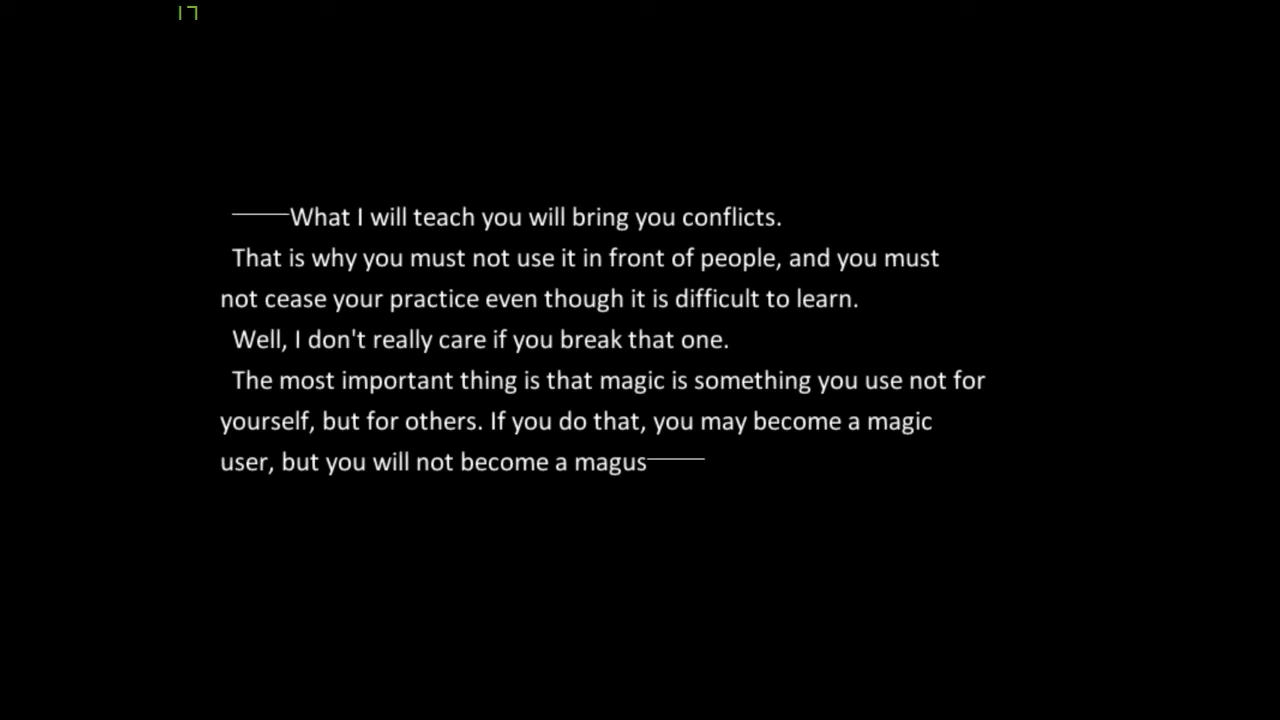 17
——What I will teach you will bring you conflicts.
That is why you must not use it in front of people, and you must
not cease your practice even though it is difficult to learn.
Well, I don't really care if you break that one.
The most important thing is that magic is something you use not for
yourself, but for others. If you do that, you may become a magic
user, but you will not become a magus——